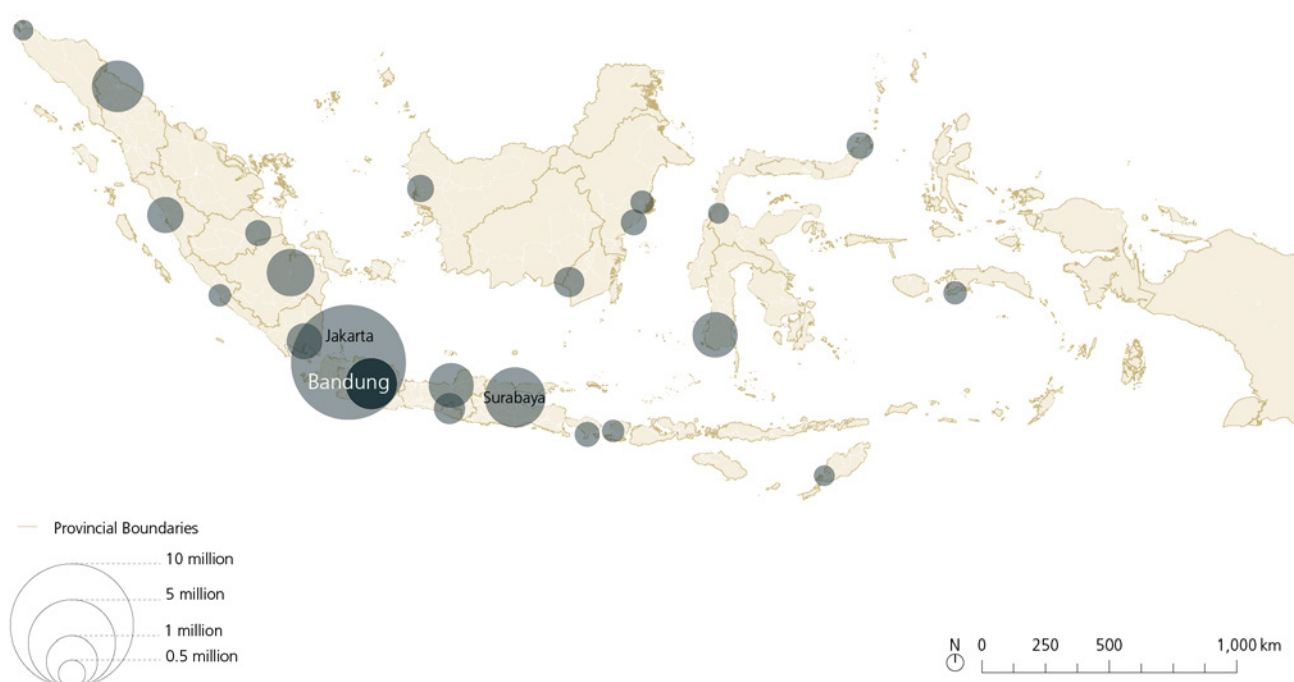 Jakarta
Bandung
Surabaya
Provincial Boundaries
10 million
5 million
1 million
0.5 million
N 0 250 500 1,000 km